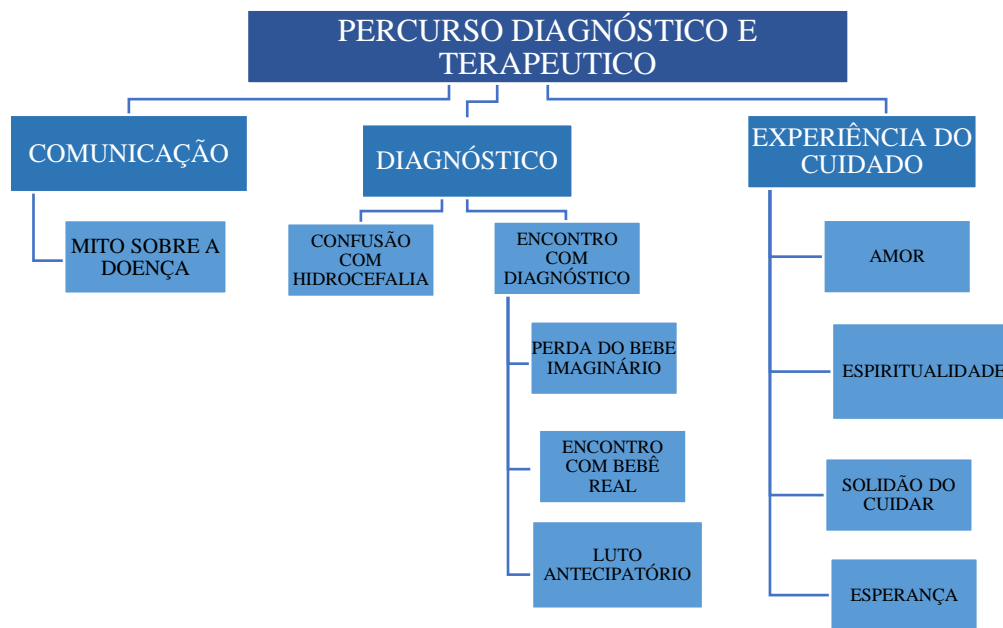 PERCURSO DIAGNÓSTICO E
TERAPEUTICO
COMUNICAÇÃO
MITO SOBRE A
DOENÇA
DIAGNÓSTICO
CONFUSÃO
COM
HIDROCEFALIA
ENCONTRO
COM
DIAGNÓSTICO
PERDA DO BEBE
IMAGINÁRIO
ENCONTRO
COM BEBÊ
REAL
LUTO
ANTECIPATÓRIO
EXPERIÊNCIA DO
CUIDADO
AMOR
ESPIRITUALIDADE
SOLIDÃO DO
CUIDAR
ESPERANÇA